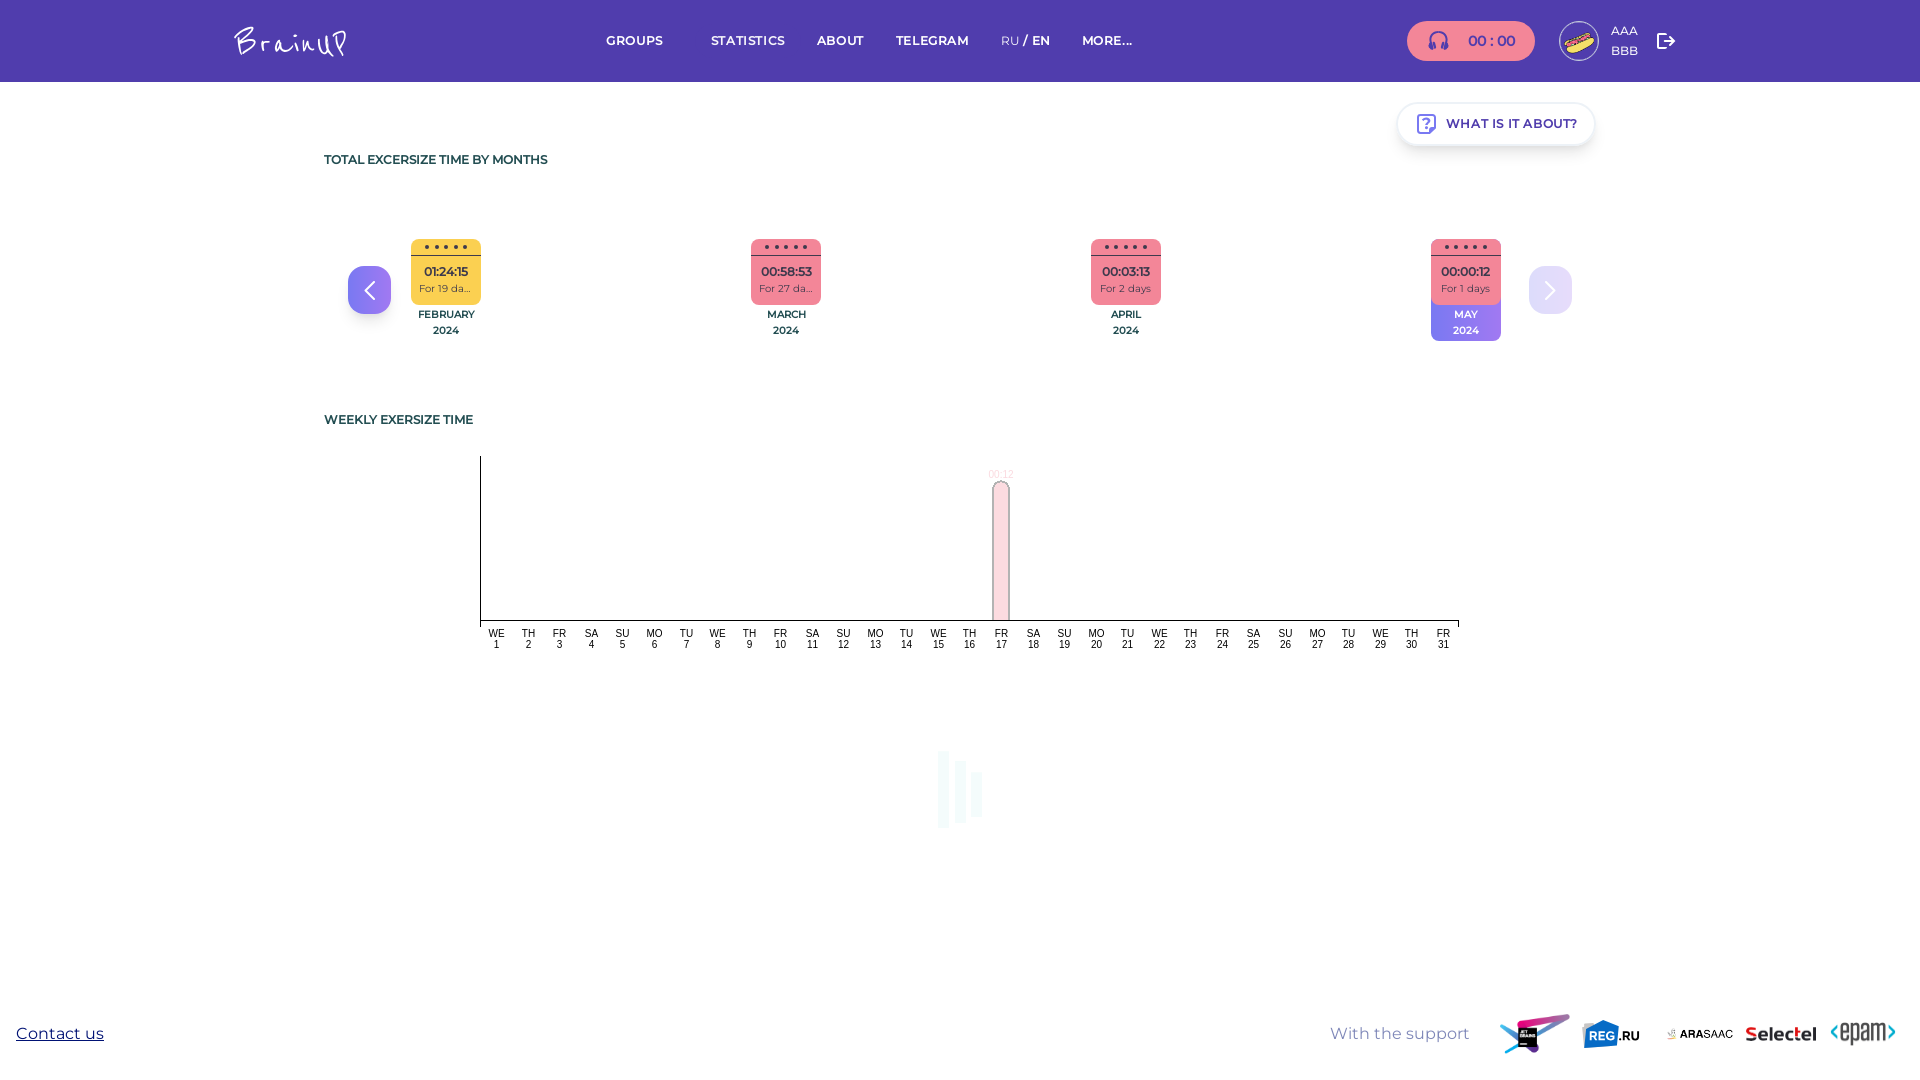 BrainUP
GROUPS STATISTICS ABOUT TELEGRAM RU / EN MORE...
00 : 00
AAA
BBB
WHAT IS IT ABOUT?
TOTAL EXCERSIZE TIME BY MONTHS
01:24:15 00:58:53 00:03:13 00:00:12
For 19 da... For 27 da... For 2 days For 1 days
FEBRUARY MARCH APRIL MAY
2024 2024 2024 2024
WEEKLY EXERSIZE TIME
00:12
WE TH FR SA SU MO TU WE TH FR SA SU MO TU WE TH FR SA SU MO TU WE TH FR SA SU MO TU WE TH FR
1 2 3 4 5 6 7 8 9 10 11 12 13 14 15 16 17 18 19 20 21 22 23 24 25 26 27 28 29 30 31
Contact us With the support REG.RU ARASAAC Selectel <epam>